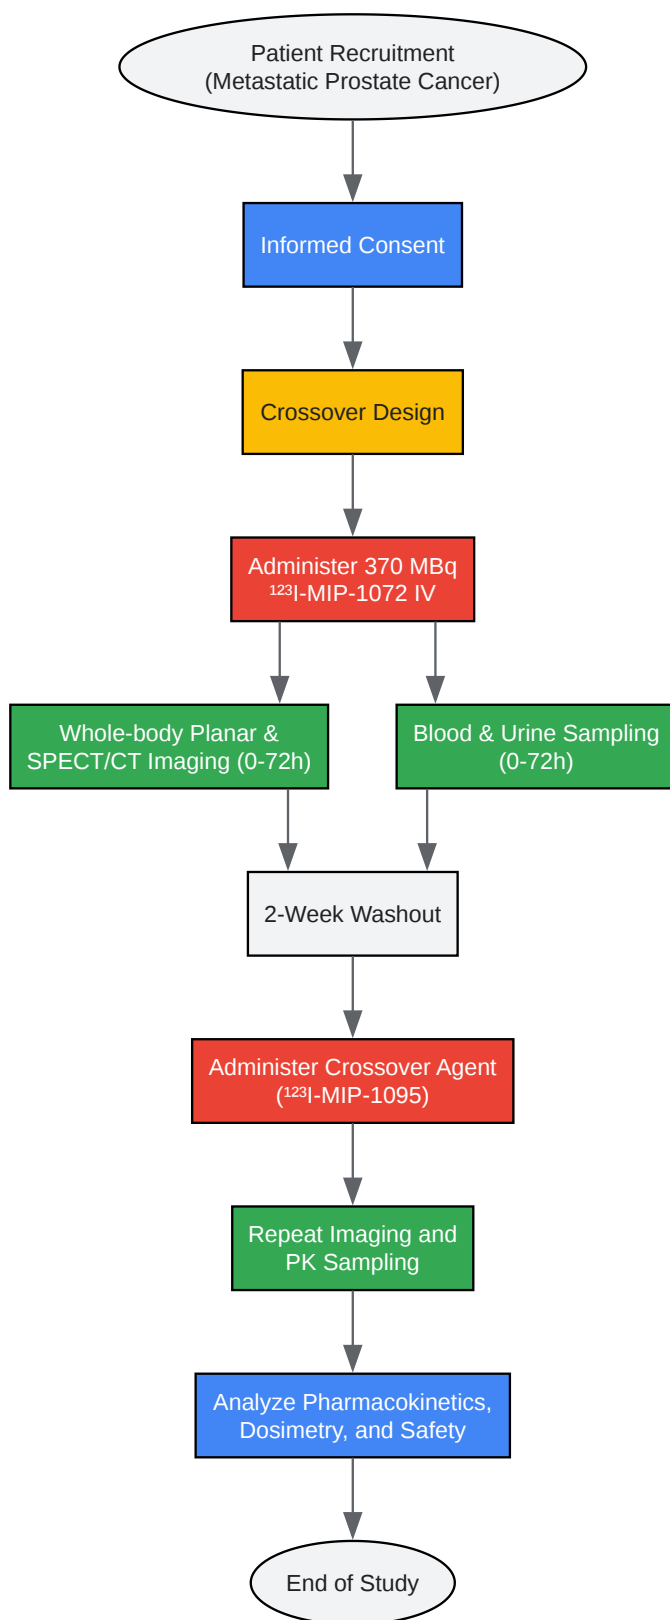 Patient Recruitment
(Metastatic Prostate Cancer)
Informed Consent
Crossover Design
Administer 370 MBq
¹²³I-MIP-1072 IV
Whole-body Planar &
SPECT/CT Imaging (0-72h)
Blood & Urine Sampling
(0-72h)
2-Week Washout
Administer Crossover Agent
(¹²³I-MIP-1095)
Repeat Imaging and
PK Sampling
Analyze Pharmacokinetics,
Dosimetry, and Safety
End of Study